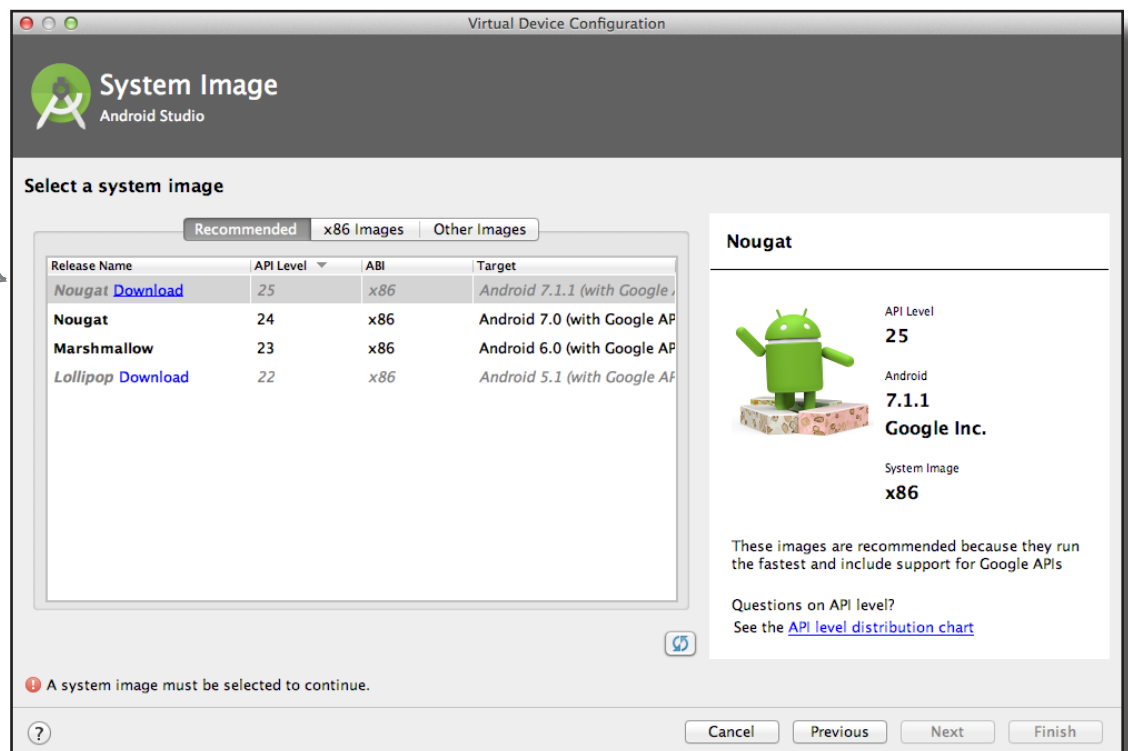 Virtual Device Configuration
System Image
Android Studio
Select a system image
Recommended x86 Images Other Images
Release Name API Level ABI Target
Nougat Download 25 x86 Android 7.1.1 (with Google
Nougat 24 x86 Android 7.0 (with Google AP
Marshmallow 23 x86 Android 6.0 (with Google AP
Lollipop Download 22 x86 Android 5.1 (with Google AP
Nougat
API Level
25
Android
7.1.1
Google Inc.
System Image
x86
These images are recommended because they run
the fastest and include support for Google APIs
Questions on API level?
See the API level distribution chart
! A system image must be selected to continue.
? Cancel Previous Next Finish